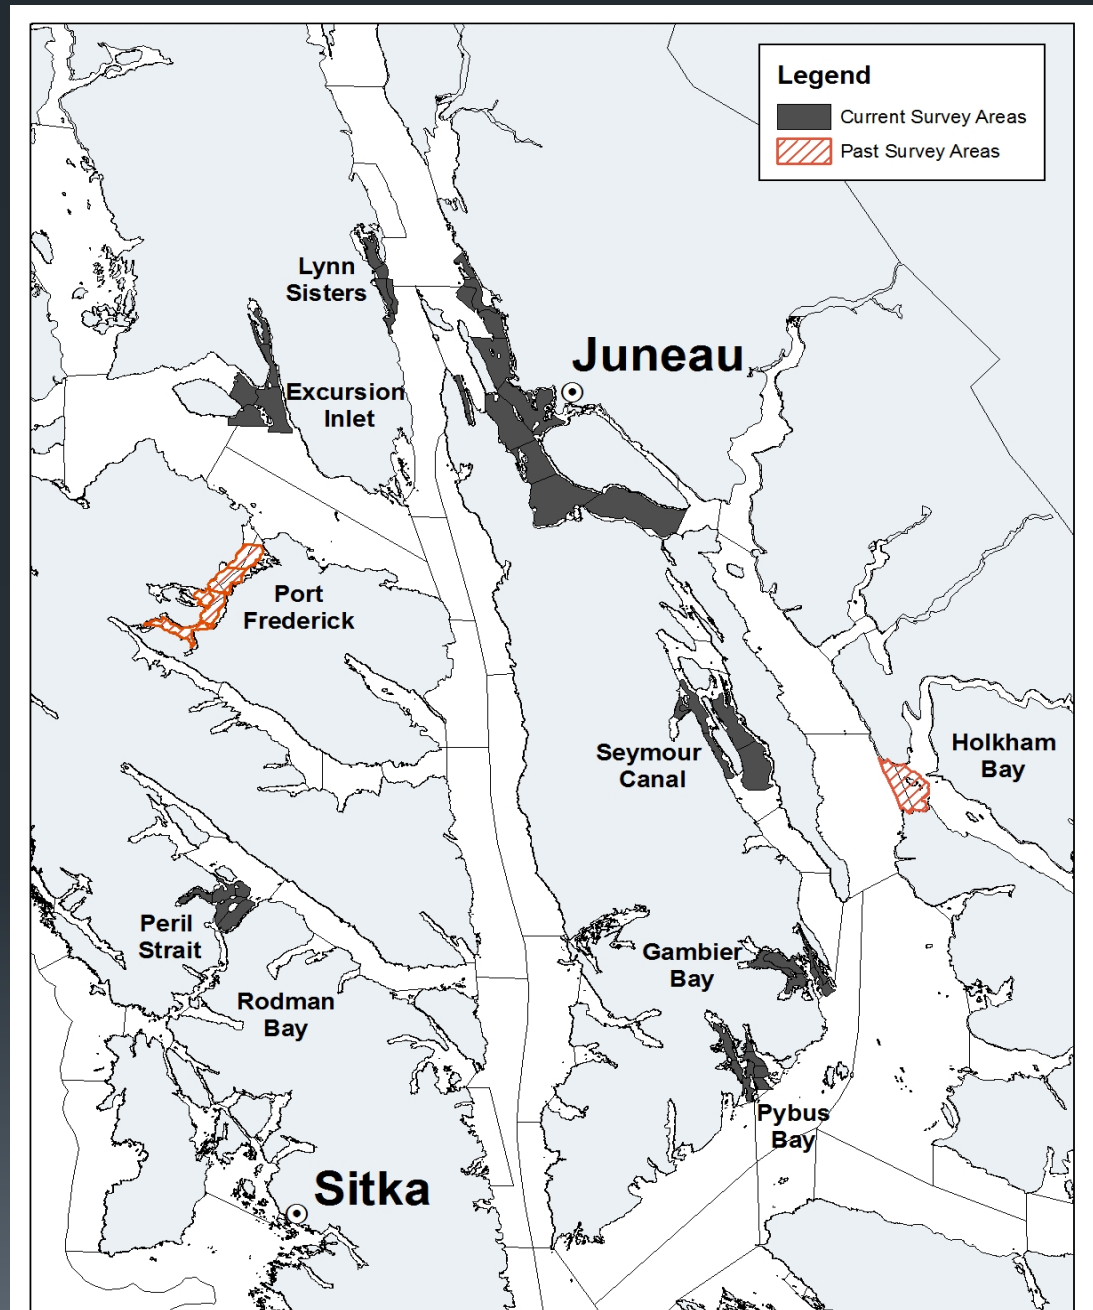 Legend
Current Survey Areas
Past Survey Areas
Lynn
Sisters
Juneau
Excursion
Inlet
Port
Frederick
Seymour
Canal
Holkham
Bay
Peril
Strait
Gambier
Bay
Rodman
Bay
Pybus
Bay
Sitka